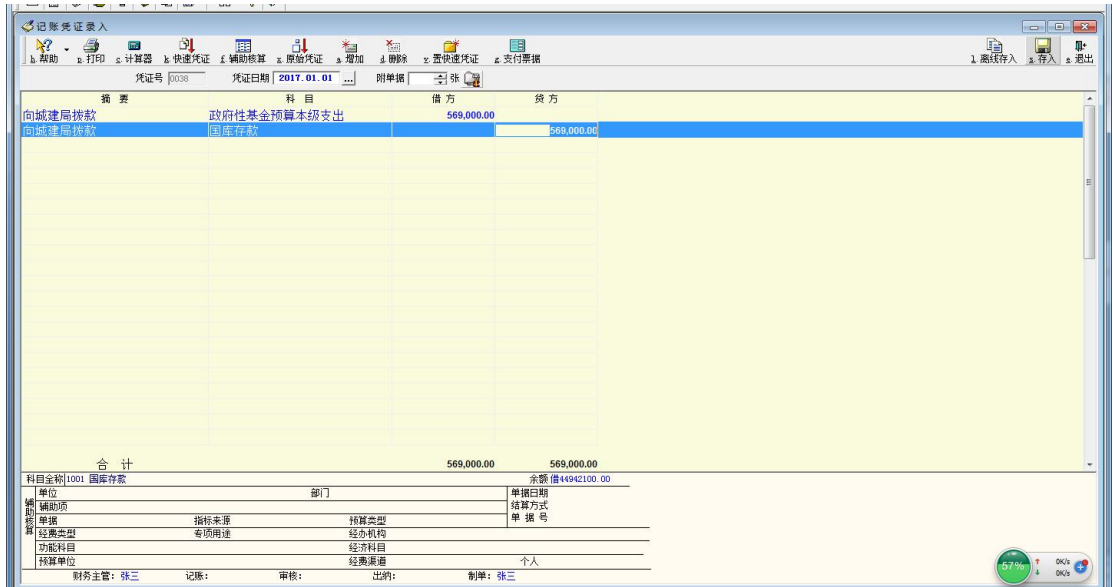 记账凭证录入
h.帮助 p.打印 c.计算器 k.快速凭证 f.辅助核算 x.原始凭证 a.增加 d.删除 z.置快速凭证 g.支付票据 l.离线存入 s.存入 e.退出
凭证号 0038 凭证日期 2017.01.01 ... 附单据 张
摘 要 科 目 借 方 贷 方
向城建局拨款 政府性基金预算本级支出 569,000.00
向城建局拨款 国库存款 569,000.00
合 计 569,000.00 569,000.00
科目全称 1001 国库存款 余额 借44942100.00
辅助核算
单位 部门 单据日期
辅助项 结算方式
单据 指标来源 预算类型 单 据 号
经费类型 专项用途 经办机构
功能科目 经济科目
预算单位 经费渠道 个人
财务主管: 张三 记账: 审核: 出纳: 制单: 张三
57% 0K/s
0K/s